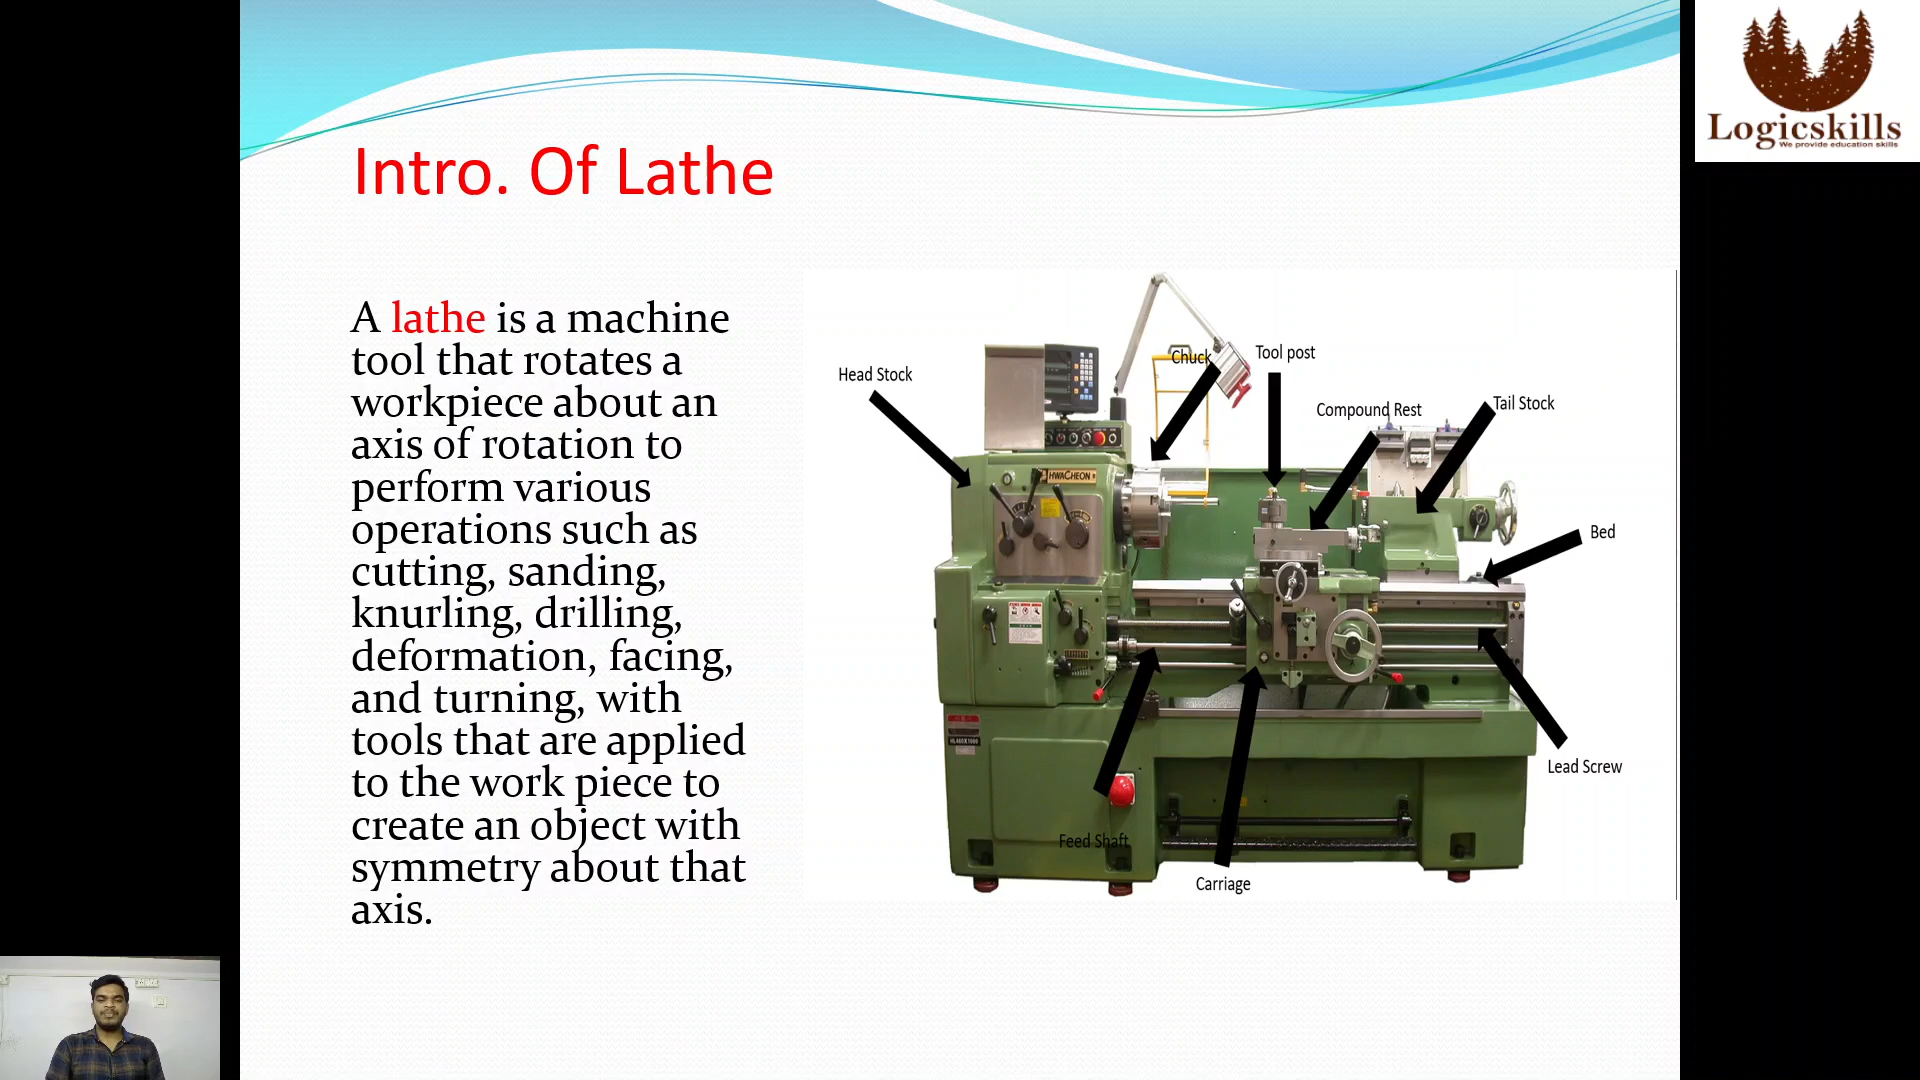 Logicskills
We provide education skills
Intro. Of Lathe
A lathe is a machine
tool that rotates a
workpiece about an
axis of rotation to
perform various
operations such as
cutting, sanding,
knurling, drilling,
deformation, facing,
and turning, with
tools that are applied
to the work piece to
create an object with
symmetry about that
axis.
Head Stock
Chuck
Tool post
Compound Rest
Tail Stock
Bed
Lead Screw
Feed Shaft
Carriage
HWACHEON